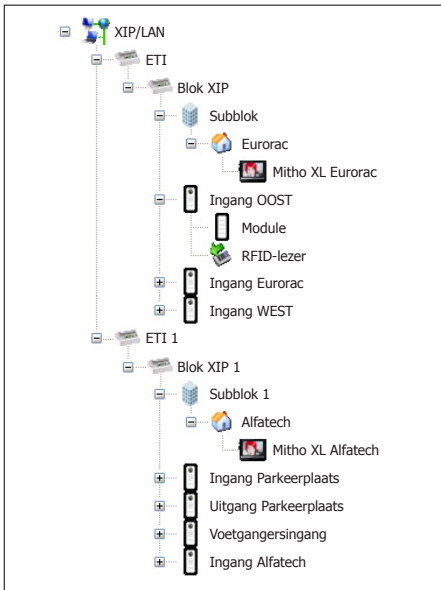 XIP/LAN
ETI
Blok XIP
Subblok
Eurorac
Mitho XL Eurorac
Ingang OOST
Module
RFID-lezer
Ingang Eurorac
Ingang WEST
ETI 1
Blok XIP 1
Subblok 1
Alfatech
Mitho XL Alfatech
Ingang Parkeerplaats
Uitgang Parkeerplaats
Voetgangersingang
Ingang Alfatech